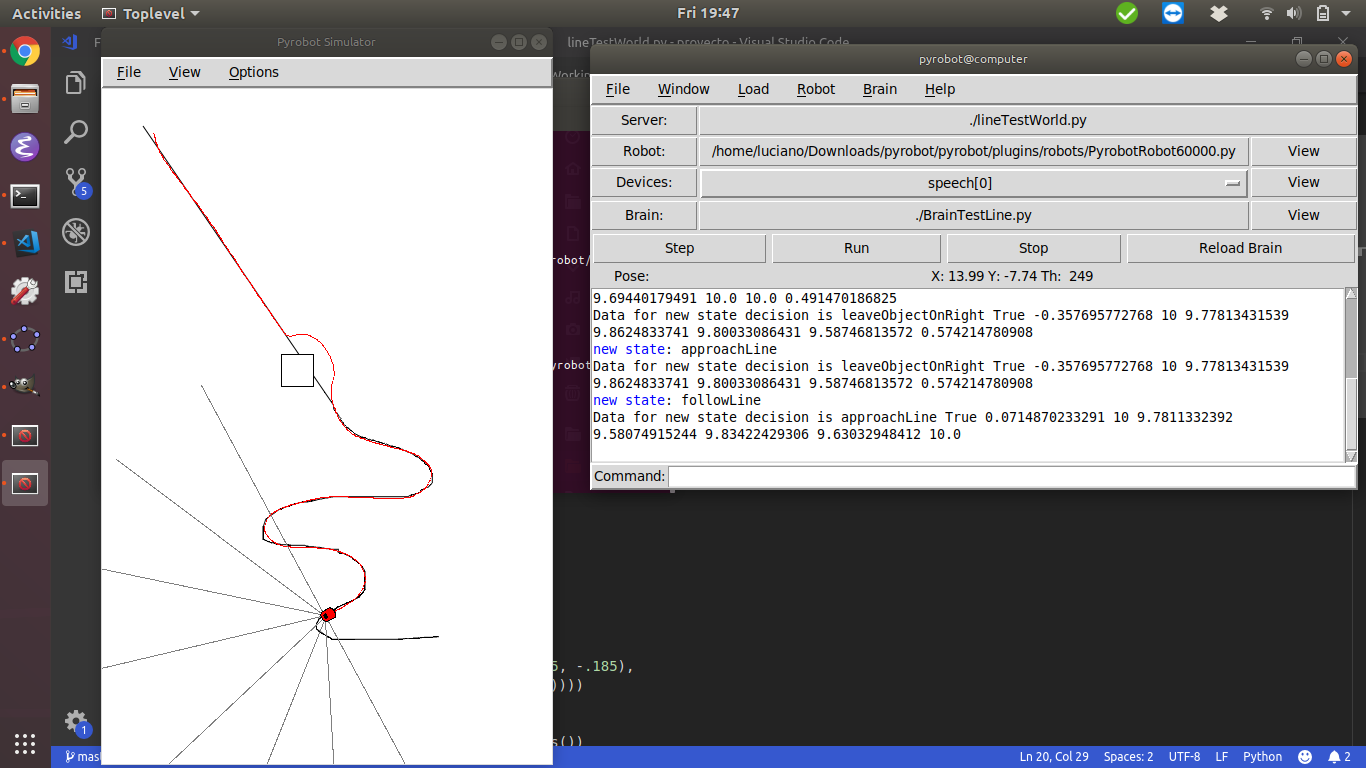 Activities Toplevel Fri 19:47
Pyrobot Simulator
File View Options
lineTestWorld.py - proyecto - Visual Studio Code
F
Workin
pyrobot@computer
File Window Load Robot Brain Help
Server: ./lineTestWorld.py
Robot: /home/luciano/Downloads/pyrobot/pyrobot/plugins/robots/PyrobotRobot60000.py View
Devices: speech[0] View
Brain: ./BrainTestLine.py View
Step Run Stop Reload Brain
Pose: X: 13.99 Y: -7.74 Th: 249
9.69440179491 10.0 10.0 0.491470186825
Data for new state decision is leaveObjectOnRight True -0.357695772768 10 9.77813431539
9.8624833741 9.80033086431 9.58746813572 0.574214780908
new state: approachLine
Data for new state decision is leaveObjectOnRight True -0.357695772768 10 9.77813431539
9.8624833741 9.80033086431 9.58746813572 0.574214780908
new state: followLine
Data for new state decision is approachLine True 0.0714870233291 10 9.7811332392
9.58074915244 9.83422429306 9.63032948412 10.0
Command:
robot/
yrobot
5
5, -.185),
))))
s())
1
mas
Ln 20, Col 29 Spaces: 2 UTF-8 LF Python 2